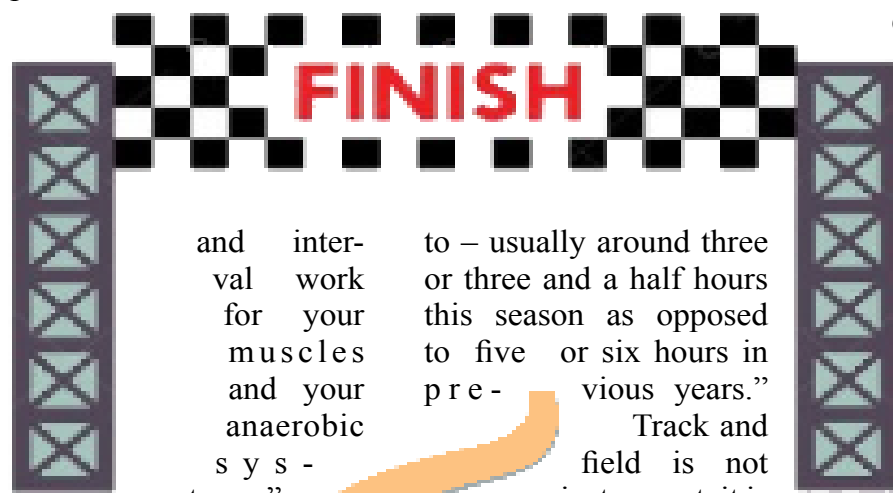 FINISH
and inter-
val work
for your
muscles
and your
anaerobic
sys-
to – usually around three
or three and a half hours
this season as opposed
to five or six hours in
pre- vious years.”
Track and
field is not